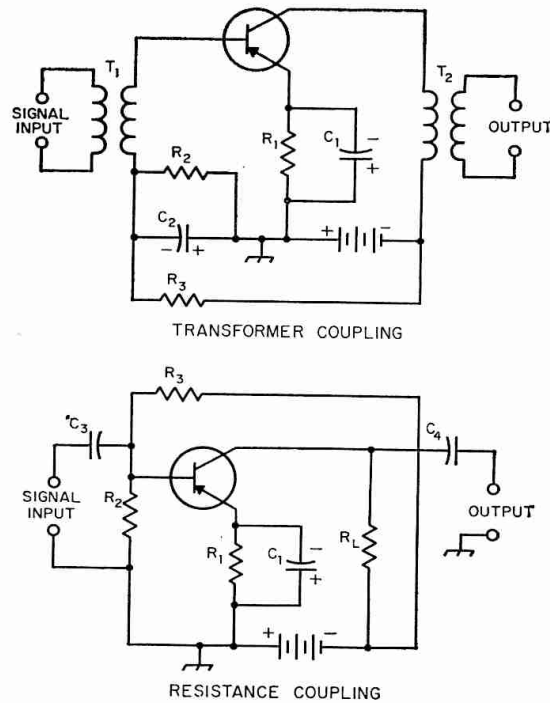 T1
T2
SIGNAL
INPUT
R1
C1
−
+
OUTPUT
R2
C2
−
+
+
−
R3
TRANSFORMER COUPLING
R3
C3
C4
SIGNAL
INPUT
R2
R1
C1
−
+
RL
OUTPUT
+
−
RESISTANCE COUPLING